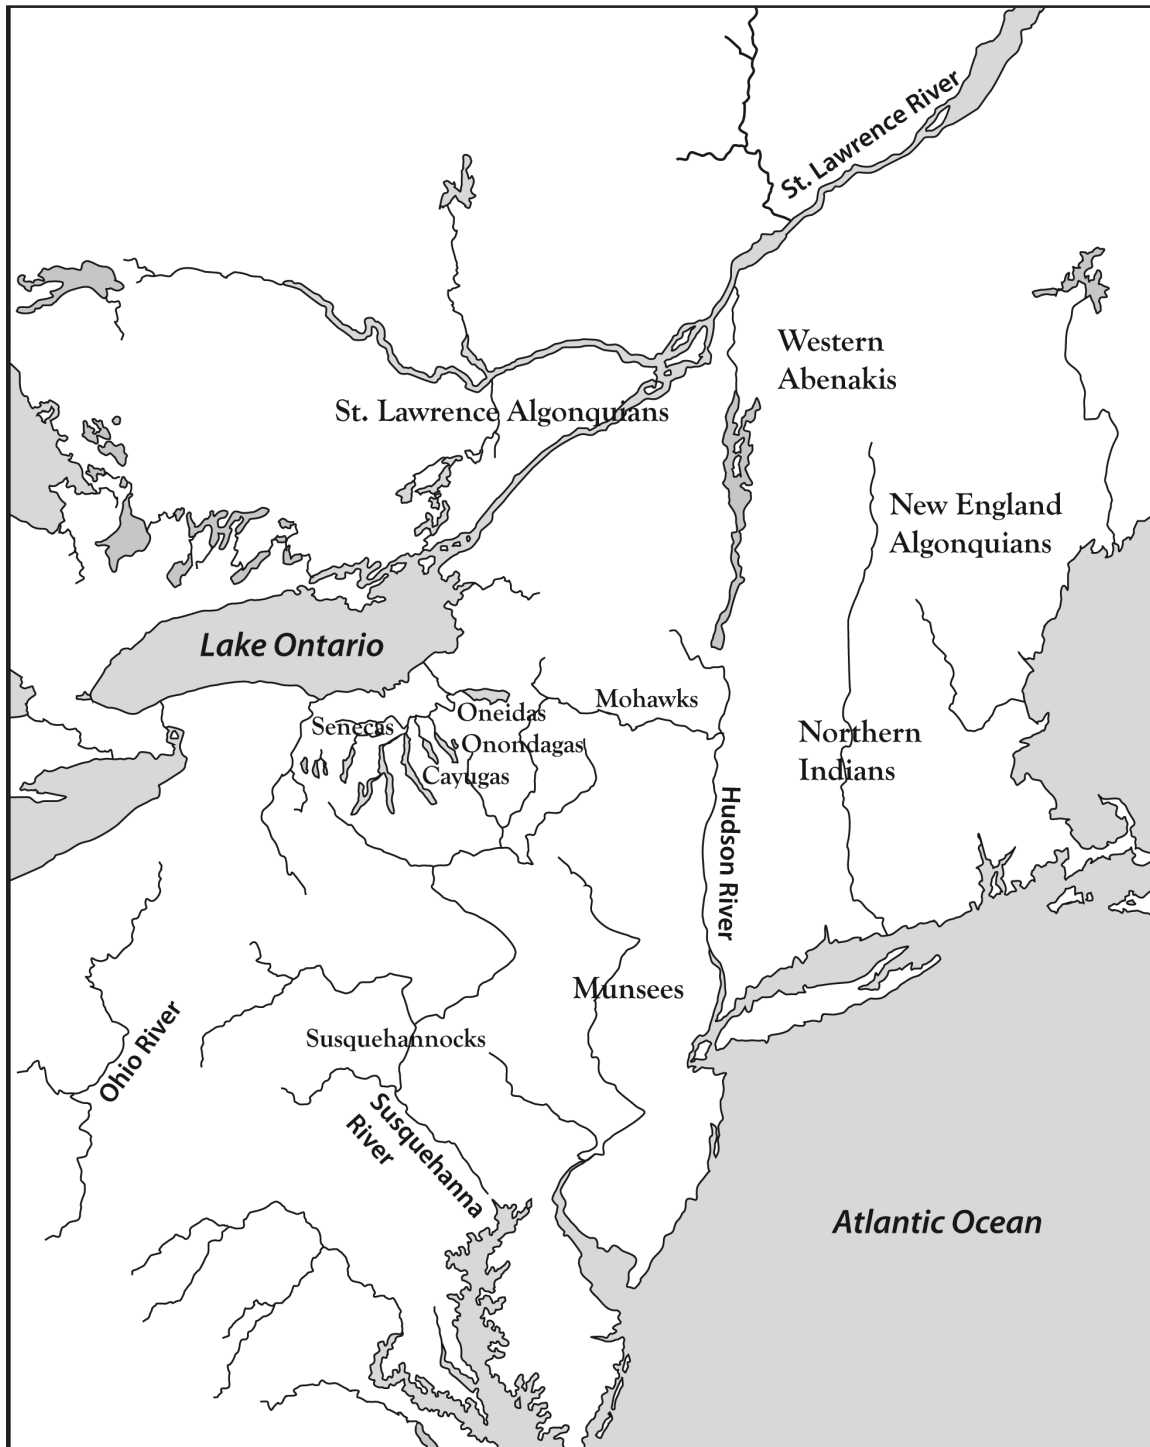 St. Lawrence River
Western
Abenakis
St. Lawrence Algonquians
New England
Algonquians
Lake Ontario
Mohawks
Oneidas
Senecas
Onondagas
Northern
Indians
Cayugas
Hudson River
Munsees
Susquehannocks
Ohio River
Susquehanna
River
Atlantic Ocean